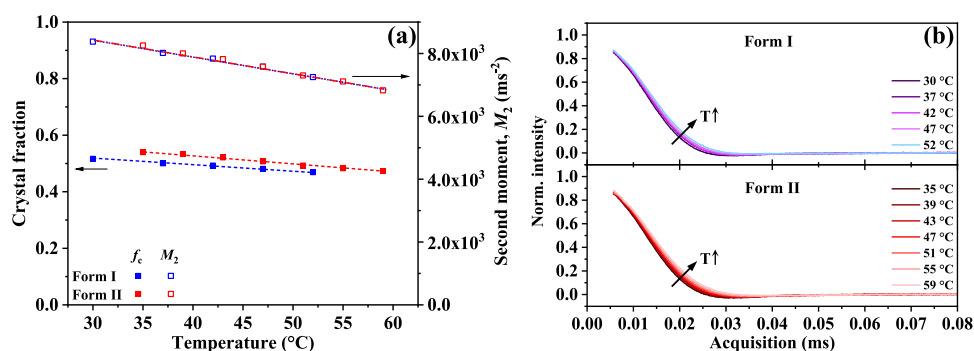 (a)
1.0
0.8
0.6
0.4
0.2
0.0
Crystal fraction
8.0x10³
6.0x10³
4.0x10³
2.0x10³
0.0
Second moment, M₂ (ms⁻²)
f_c M₂
Form I
Form II
30 35 40 45 50 55 60
Temperature (°C)
(b)
Form I
1.0
0.8
0.6
0.4
0.2
0.0
T↑
30 °C
37 °C
42 °C
47 °C
52 °C
Norm. intensity
Form II
1.0
0.8
0.6
0.4
0.2
0.0
T↑
35 °C
39 °C
43 °C
47 °C
51 °C
55 °C
59 °C
0.00 0.01 0.02 0.03 0.04 0.05 0.06 0.07 0.08
Acquisition (ms)